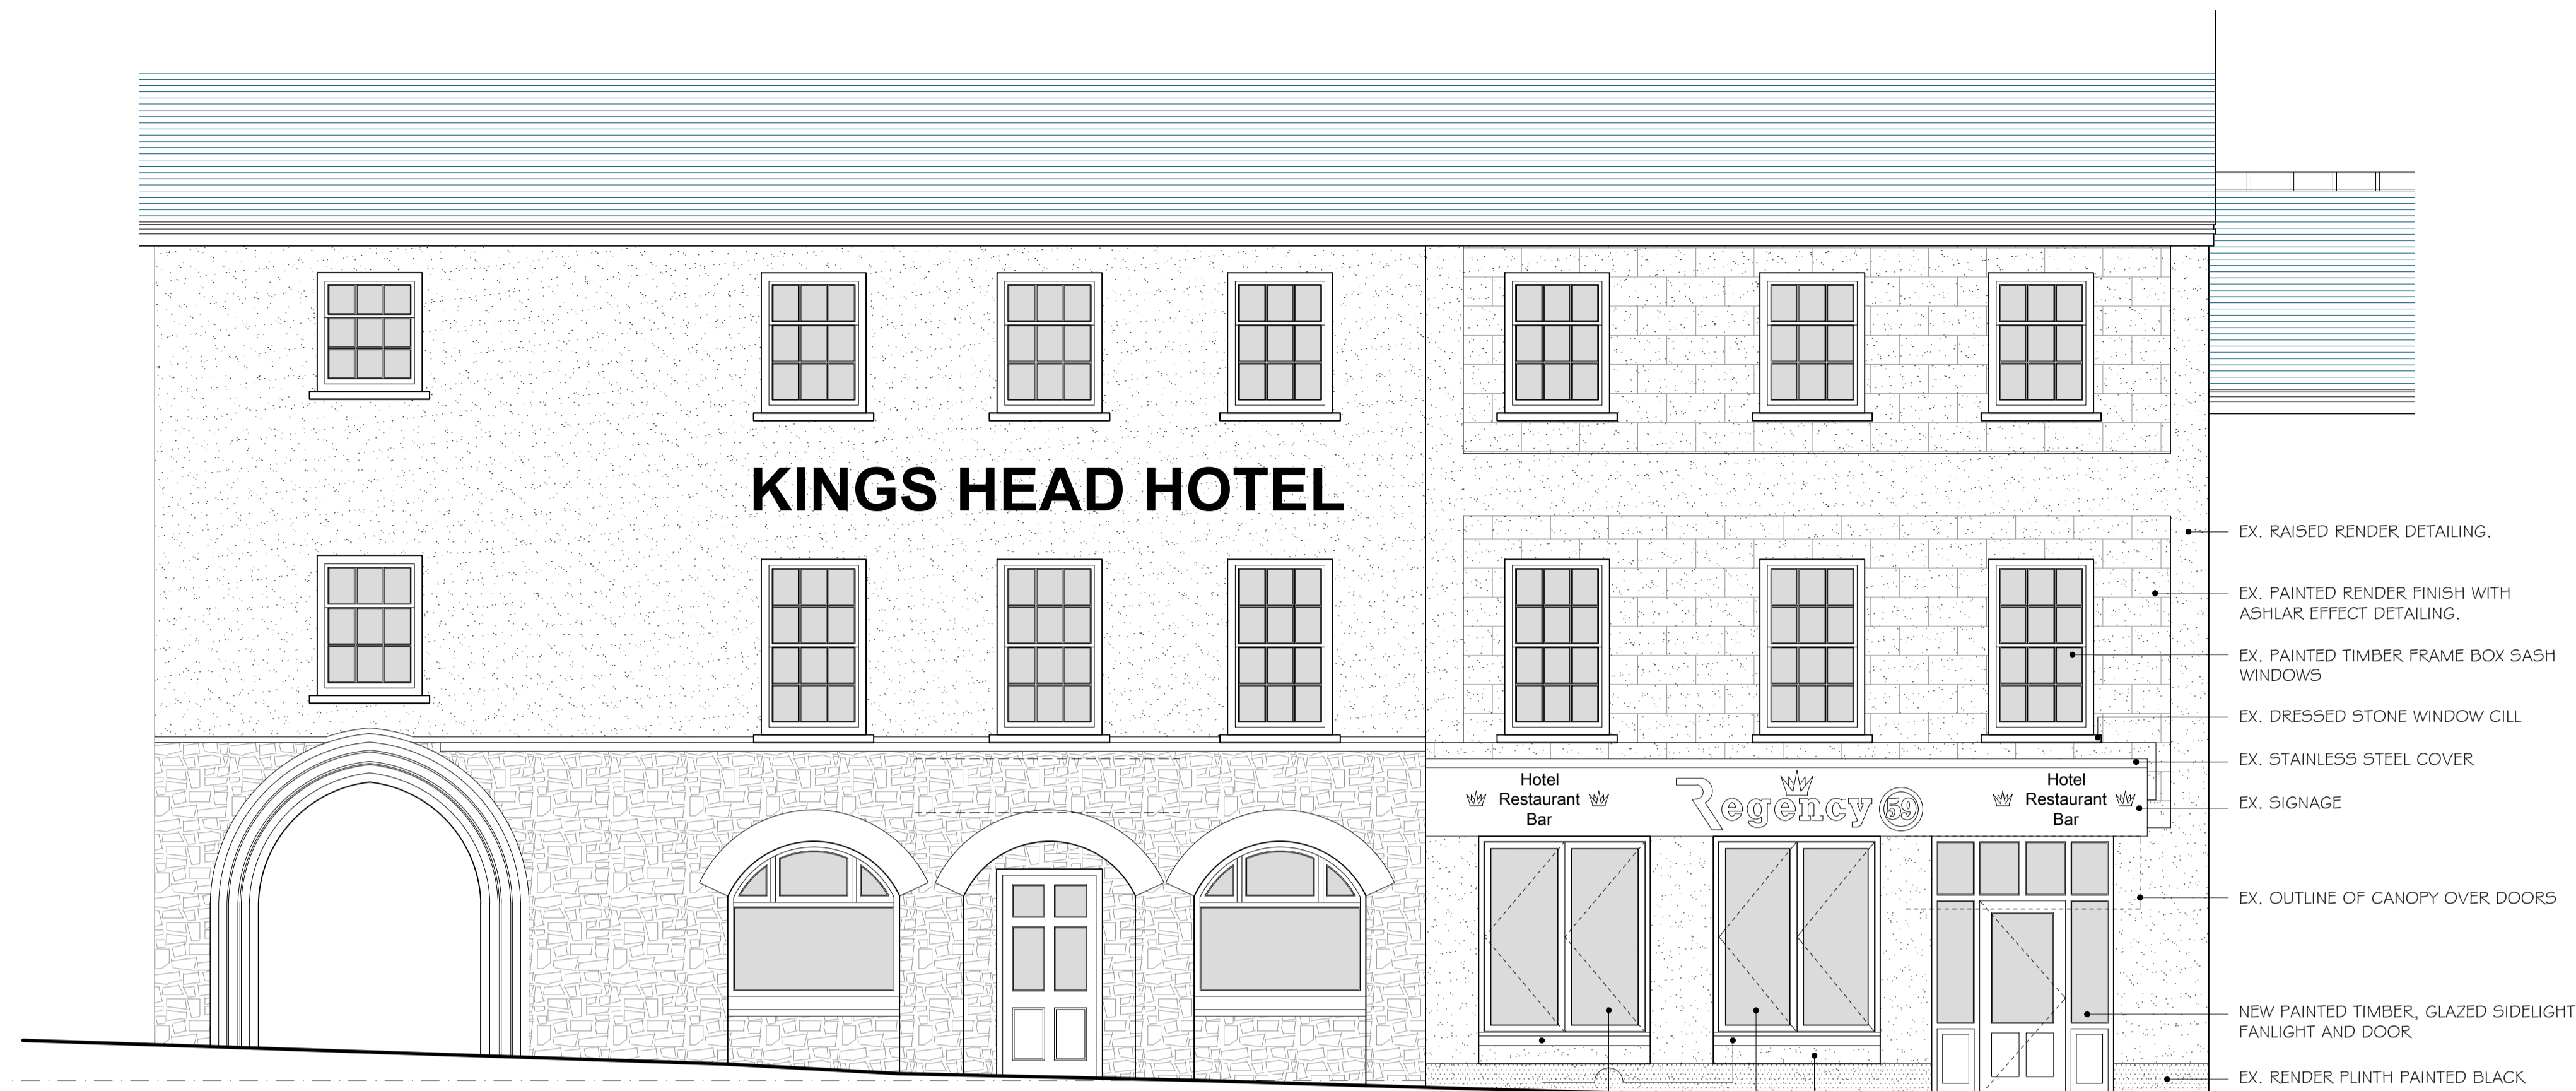 KINGS HEAD HOTEL
Hotel
Restaurant
Bar
Regency 59
Hotel
Restaurant
Bar
EX. RAISED RENDER DETAILING.
EX. PAINTED RENDER FINISH WITH
ASHLAR EFFECT DETAILING.
EX. PAINTED TIMBER FRAME BOX SASH
WINDOWS
EX. DRESSED STONE WINDOW CILL
EX. STAINLESS STEEL COVER
EX. SIGNAGE
EX. OUTLINE OF CANOPY OVER DOORS
NEW PAINTED TIMBER, GLAZED SIDELIGHT
FANLIGHT AND DOOR
EX. RENDER PLINTH PAINTED BLACK